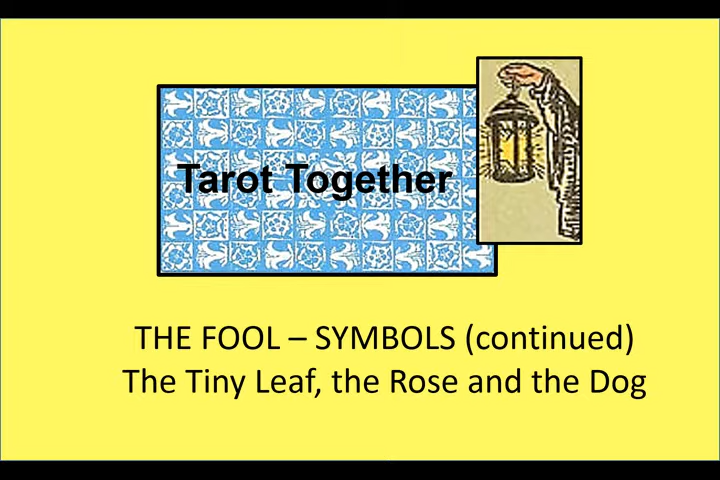 Tarot Together
THE FOOL – SYMBOLS (continued)
The Tiny Leaf, the Rose and the Dog